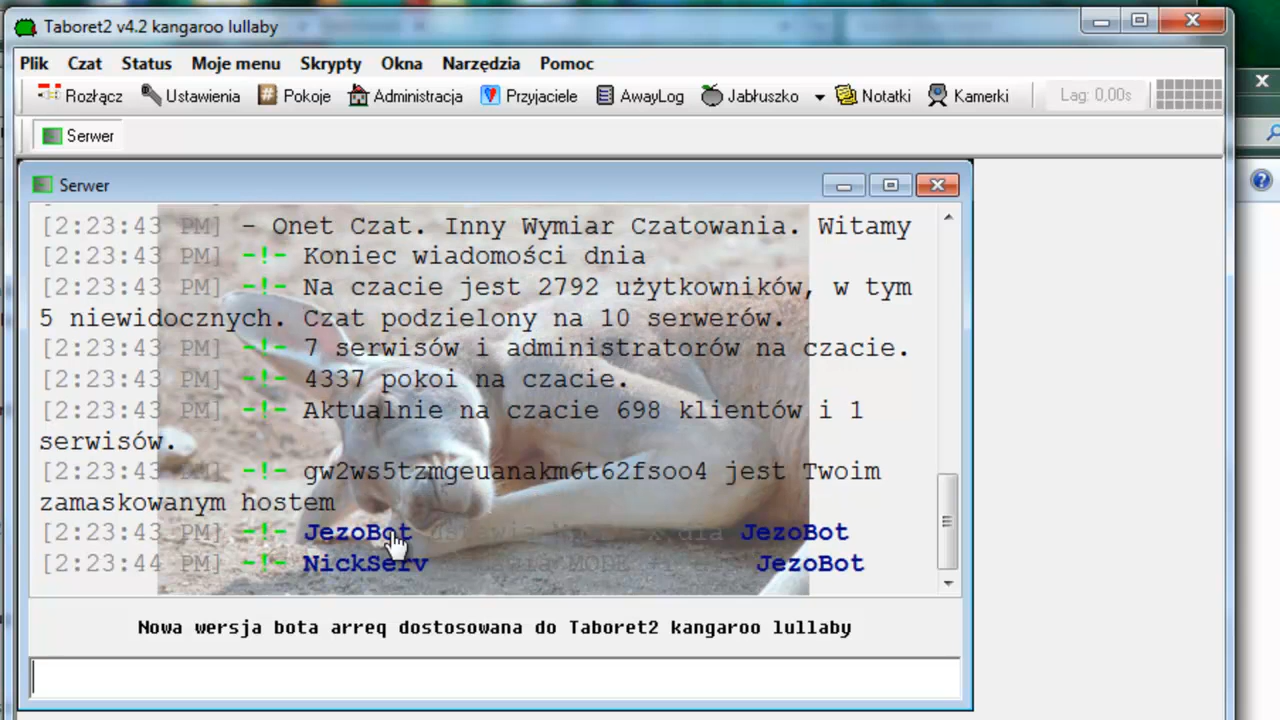 Taboret2 v4.2 kangaroo lullaby
Plik Czat Status Moje menu Skrypty Okna Narzędzia Pomoc
Rozłącz Ustawienia Pokoje Administracja Przyjaciele AwayLog Jabłuszko Notatki Kamerki Lag: 0,00s
Serwer
Serwer
[2:23:43 PM] - Onet Czat. Inny Wymiar Czatowania. Witamy
[2:23:43 PM] -!- Koniec wiadomości dnia
[2:23:43 PM] -!- Na czacie jest 2792 użytkowników, w tym
5 niewidocznych. Czat podzielony na 10 serwerów.
[2:23:43 PM] -!- 7 serwisów i administratorów na czacie.
[2:23:43 PM] -!- 4337 pokoi na czacie.
[2:23:43 PM] -!- Aktualnie na czacie 698 klientów i 1
serwisów.
[2:23:43 PM] -!- gw2ws5tzmgeuanakm6t62fsoo4 jest Twoim
zamaskowanym hostem
[2:23:43 PM] -!- JezoBot dla JezoBot
[2:23:44 PM] -!- NickServ MODE JezoBot
Nowa wersja bota arreq dostosowana do Taboret2 kangaroo lullaby